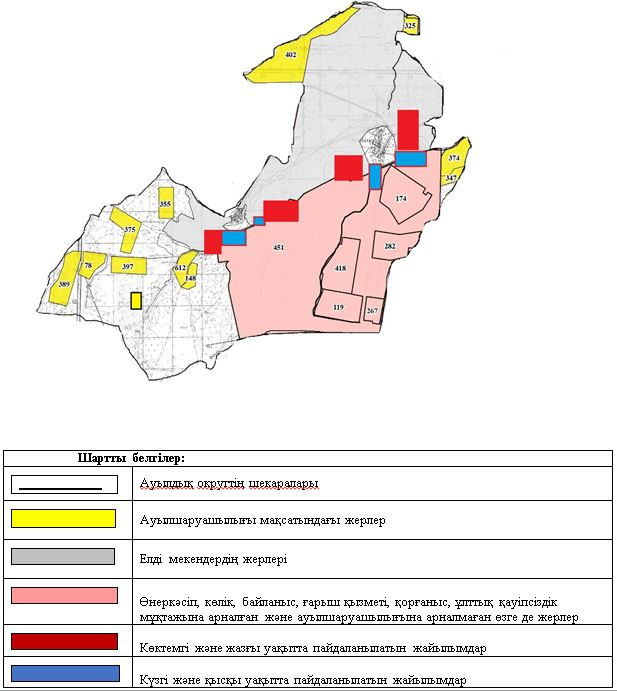 325
402
374
347
174
355
375
451
282
78
397
612
148
418
389
119
267
Шартты белгілер:
Ауылдық округтің шекаралары
Ауылшаруашылығы мақсатындағы жерлер
Елді мекендердің жерлері
Өнеркәсіп, көлік, байланыс, ғарыш қызметі, қорғаныс, ұлттық қауіпсіздік
мұқтажына арналған және ауылшаруашылығына арналмаған өзге де жерлер
Көктемгі және жазғы уақытта пайдаланылатын жайылымдар
Күзгі және қысқы уақытта пайдаланылатын жайылымдар